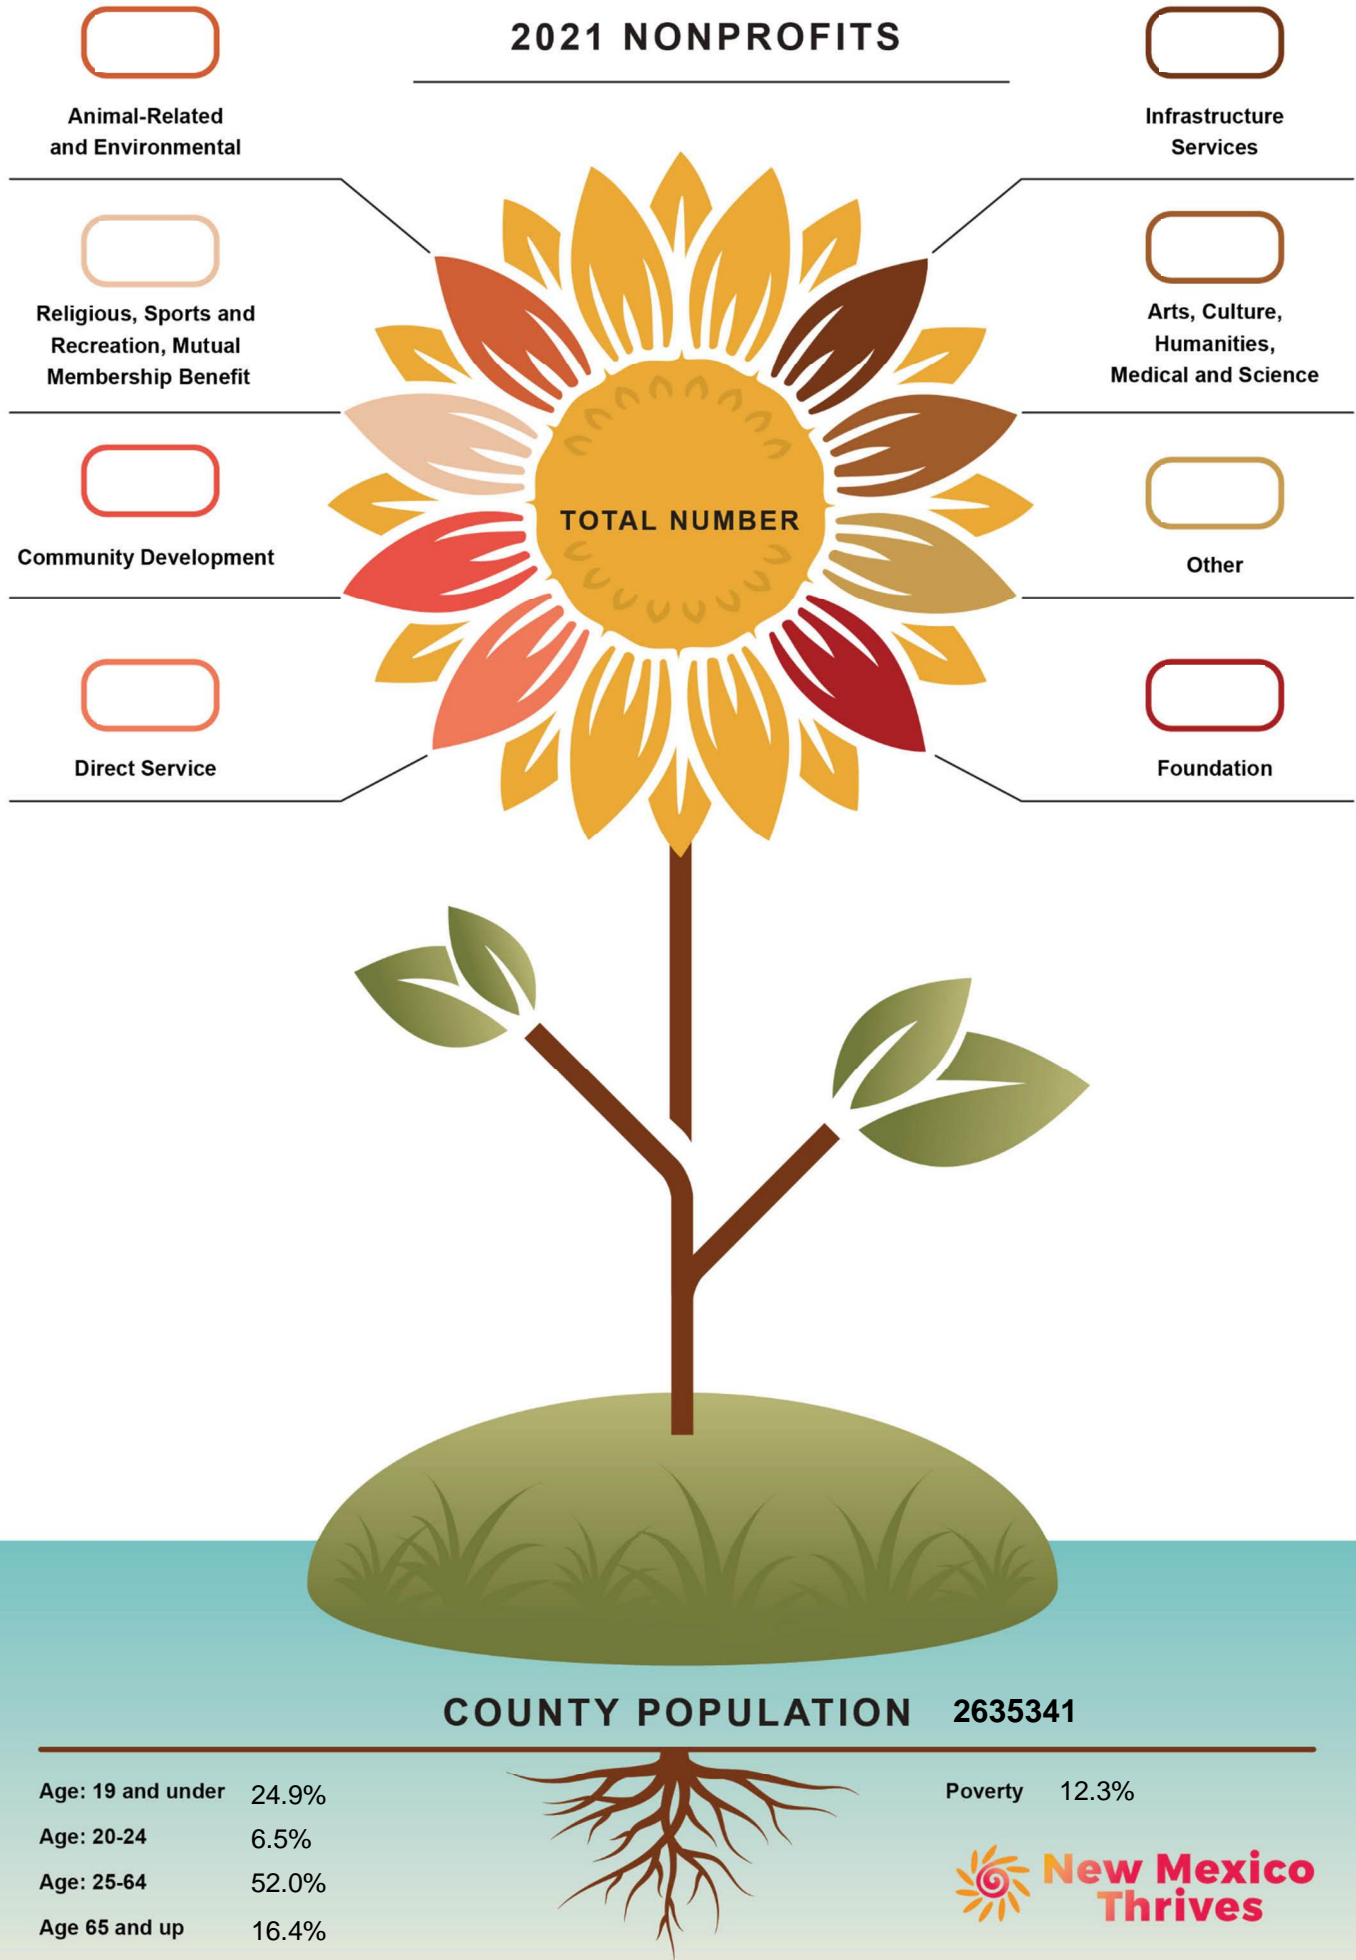 2021 NONPROFITS
Animal-Related
and Environmental
Religious, Sports and
Recreation, Mutual
Membership Benefit
Community Development
Direct Service
Infrastructure
Services
Arts, Culture,
Humanities,
Medical and Science
Other
Foundation
TOTAL NUMBER
COUNTY POPULATION 2635341
Age: 19 and under 24.9%
Age: 20-24 6.5%
Age: 25-64 52.0%
Age 65 and up 16.4%
Poverty 12.3%
New Mexico
Thrives